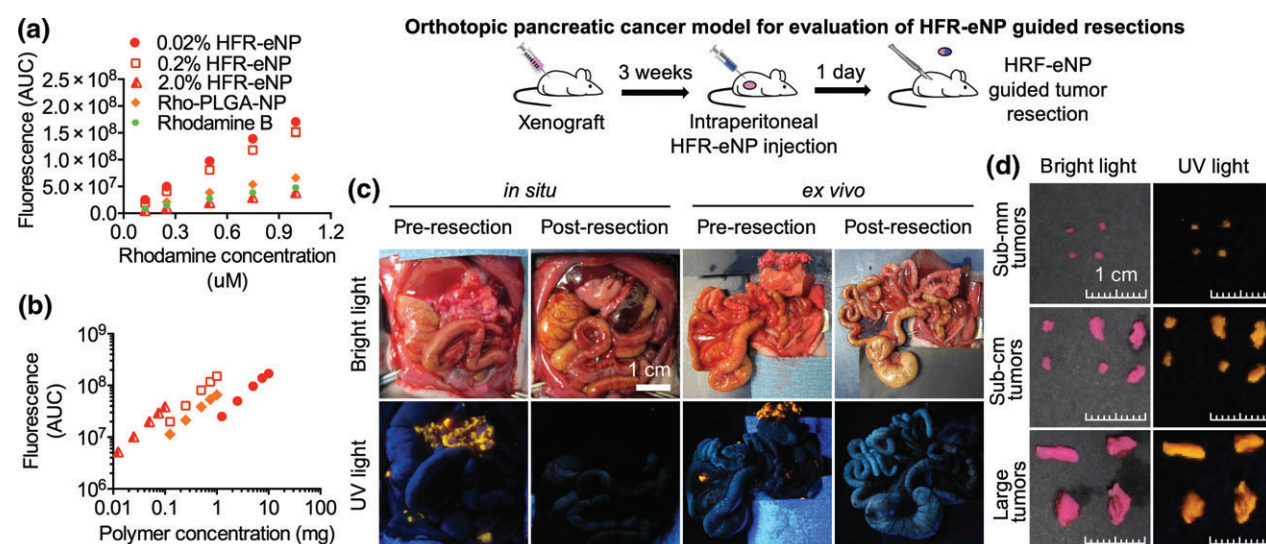 (a)
0.02% HFR-eNP
0.2% HFR-eNP
2.0% HFR-eNP
Rho-PLGA-NP
Rhodamine B
Fluorescence (AUC)
2.5 × 10⁸
2.0 × 10⁸
1.5 × 10⁸
1.0 × 10⁸
5.0 × 10⁷
0.0
0.0 0.3 0.6 0.9 1.2
Rhodamine concentration
(uM)
Orthotopic pancreatic cancer model for evaluation of HFR-eNP guided resections
3 weeks
1 day
Xenograft
Intraperitoneal
HFR-eNP injection
HRF-eNP
guided tumor
resection
(b)
Fluorescence
(AUC)
10⁹
10⁸
10⁷
10⁶
0.01 0.1 1 10 100
Polymer concentration (mg)
(c)
in situ
ex vivo
Pre-resection
Post-resection
Pre-resection
Post-resection
Bright light
1 cm
UV light
(d)
Bright light
UV light
Sub-mm
tumors
1 cm
Sub-cm
tumors
Large
tumors